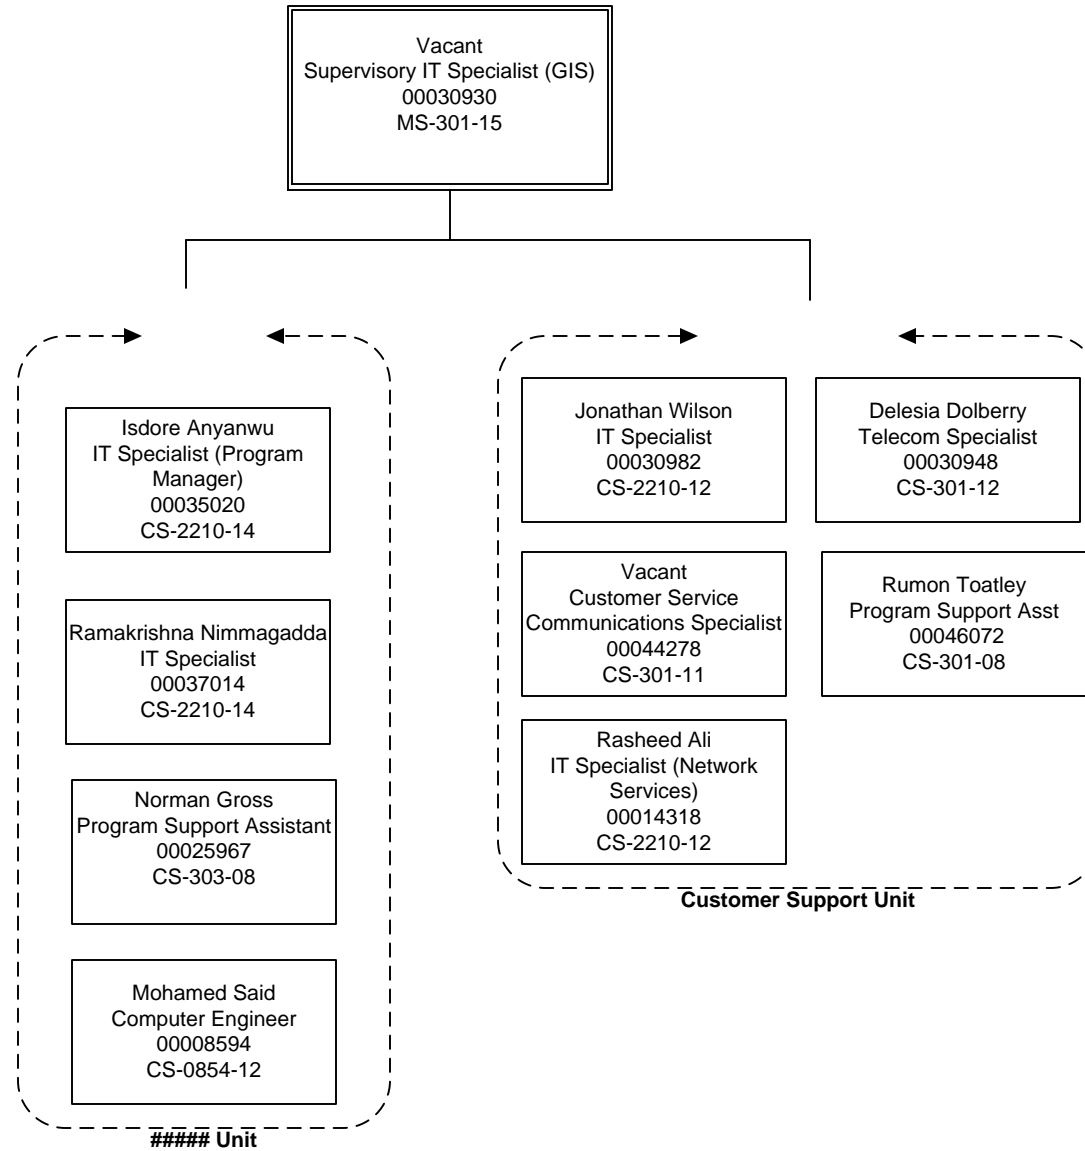 Vacant
Supervisory IT Specialist (GIS)
00030930
MS-301-15
Isdore Anyanwu
IT Specialist (Program
Manager)
00035020
CS-2210-14
Ramakrishna Nimmagadda
IT Specialist
00037014
CS-2210-14
Norman Gross
Program Support Assistant
00025967
CS-303-08
Mohamed Said
Computer Engineer
00008594
CS-0854-12
##### Unit
Jonathan Wilson
IT Specialist
00030982
CS-2210-12
Delesia Dolberry
Telecom Specialist
00030948
CS-301-12
Vacant
Customer Service
Communications Specialist
00044278
CS-301-11
Rumon Toatley
Program Support Asst
00046072
CS-301-08
Rasheed Ali
IT Specialist (Network
Services)
00014318
CS-2210-12
Customer Support Unit